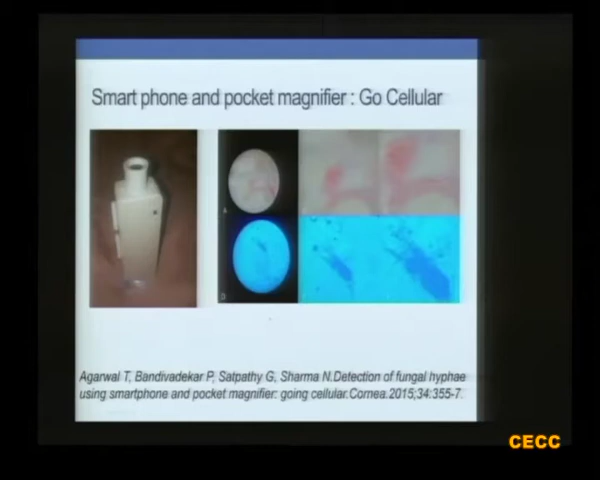 Smart phone and pocket magnifier : Go Cellular
A
B
Agarwal T, Bandivadekar P, Satpathy G, Sharma N.Detection of fungal hyphae
using smartphone and pocket magnifier: going cellular.Cornea.2015;34:355-7.
CECC